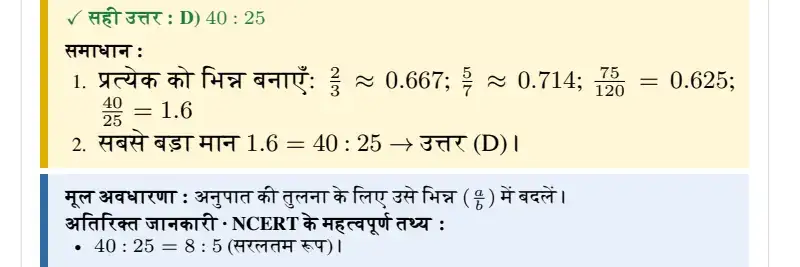 ✓ सही उत्तर : D) 40 : 25
समाधान :
1. प्रत्येक को भिन्न बनाएँ: 2/3 ≈ 0.667; 5/7 ≈ 0.714; 75/120 = 0.625;
40/25 = 1.6
2. सबसे बड़ा मान 1.6 = 40 : 25 → उत्तर (D)।
मूल अवधारणा : अनुपात की तुलना के लिए उसे भिन्न (a/b) में बदलें।
अतिरिक्त जानकारी · NCERT के महत्वपूर्ण तथ्य :
• 40 : 25 = 8 : 5 (सरलतम रूप)।